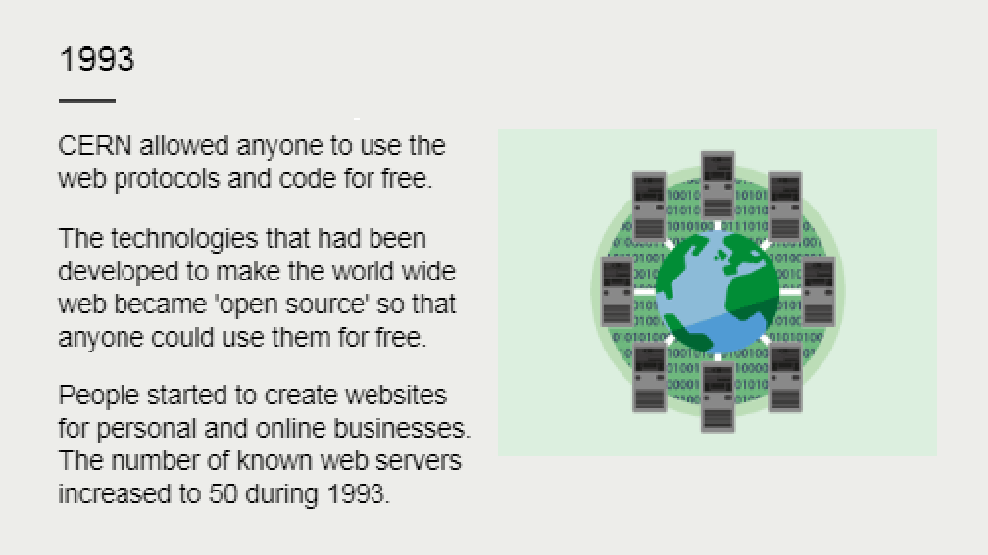 1993
CERN allowed anyone to use the
web protocols and code for free.
The technologies that had been
developed to make the world wide
web became 'open source' so that
anyone could use them for free.
People started to create websites
for personal and online businesses.
The number of known web servers
increased to 50 during 1993.